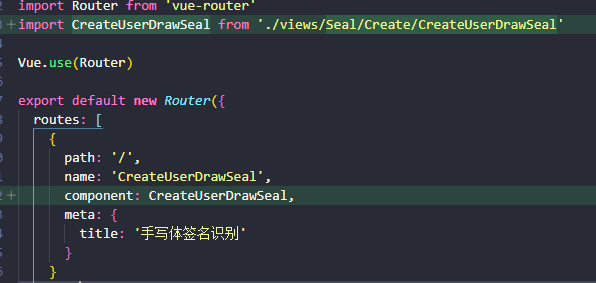 import Router from 'vue-router'
+ import CreateUserDrawSeal from './views/Seal/Create/CreateUserDrawSeal'
Vue.use(Router)
export default new Router({
routes: [
{
path: '/',
name: 'CreateUserDrawSeal',
+ component: CreateUserDrawSeal,
meta: {
title: '手写体签名识别'
}
}